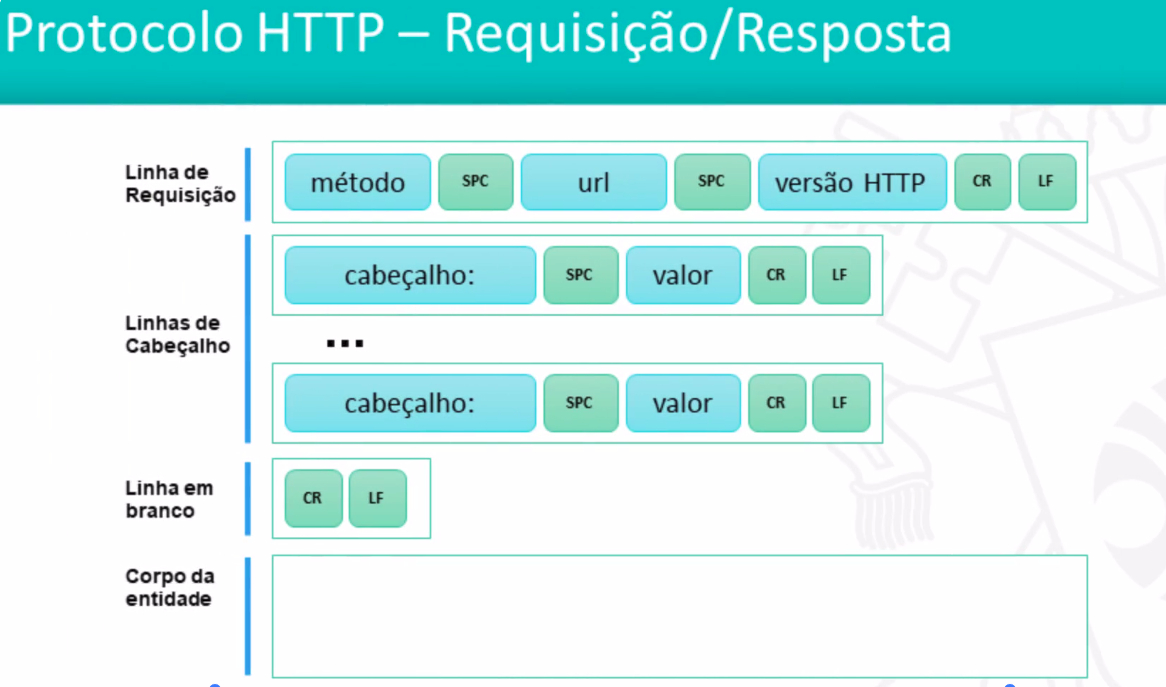 Protocolo HTTP – Requisição/Resposta
Linha de
Requisição
método SPC url SPC versão HTTP CR LF
cabeçalho: SPC valor CR LF
Linhas de
Cabeçalho
...
cabeçalho: SPC valor CR LF
Linha em
branco
CR LF
Corpo da
entidade